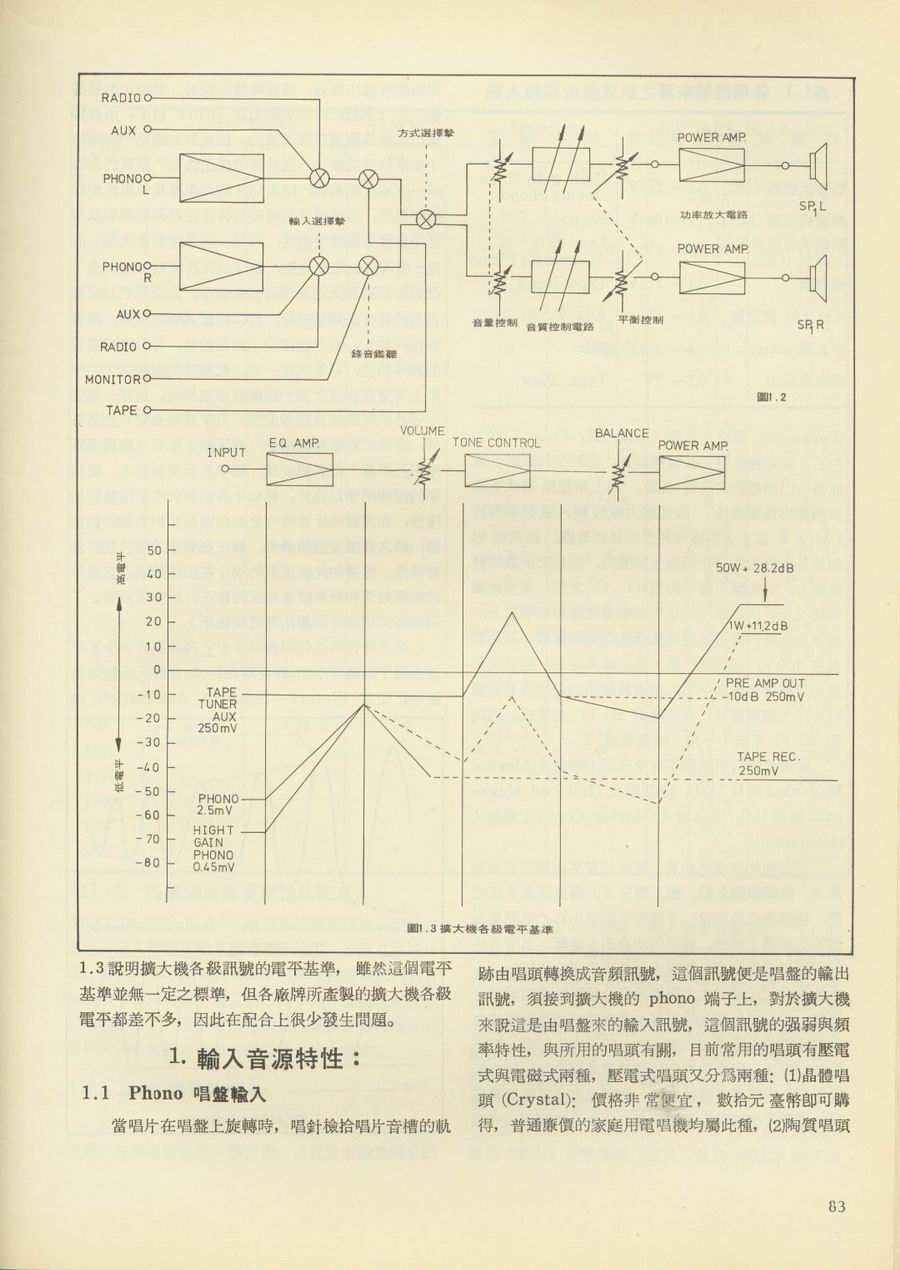 RADIO
AUX
PHONO
L
方式選擇掣
輸入選擇掣
POWER AMP.
SP1L
功率放大電路
PHONO
R
POWER AMP.
AUX
RADIO
MONITOR
TAPE
錄音鑑聽
音量控制
音質控制電路
平衡控制
SP1R
圖1.2
INPUT
EQ AMP.
VOLUME
TONE CONTROL
BALANCE
POWER AMP.
高電平
50
40
30
20
10
0
-10
-20
-30
-40
-50
-60
-70
-80
低電平
TAPE
TUNER
AUX
250mV
PHONO
2.5mV
HIGHT
GAIN
PHONO
0.45mV
50W+ 28.2dB
1W+11.2dB
PRE AMP OUT
-10dB 250mV
TAPE REC.
250mV
圖1.3 擴大機各級電平基準
1.3說明擴大機各級訊號的電平基準，雖然這個電平
基準並無一定之標準，但各廠牌所產製的擴大機各級
電平都差不多，因此在配合上很少發生問題。
1. 輸入音源特性：
1.1 Phono 唱盤輸入
當唱片在唱盤上旋轉時，唱針檢拾唱片音槽的軌
跡由唱頭轉換成音頻訊號，這個訊號便是唱盤的輸出
訊號，須接到擴大機的 phono 端子上，對於擴大機
來說這是由唱盤來的輸入訊號，這個訊號的强弱與頻
率特性，與所用的唱頭有關，目前常用的唱頭有壓電
式與電磁式兩種，壓電式唱頭又分爲兩種：(1)晶體唱
頭 (Crystal)：價格非常便宜，數拾元臺幣卽可購
得，普通廉價的家庭用電唱機均屬此種，(2)陶質唱頭
83